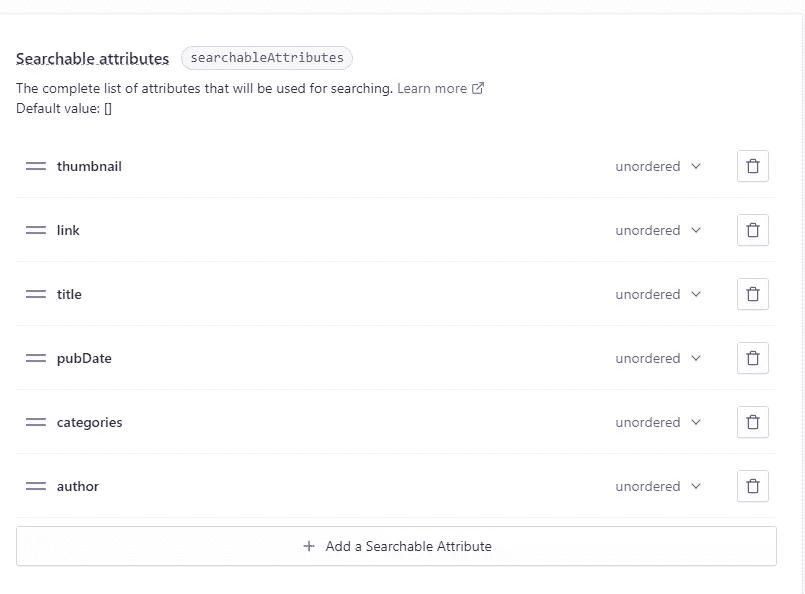 Searchable attributes searchableAttributes
The complete list of attributes that will be used for searching. Learn more
Default value: []
thumbnail unordered
link unordered
title unordered
pubDate unordered
categories unordered
author unordered
Add a Searchable Attribute